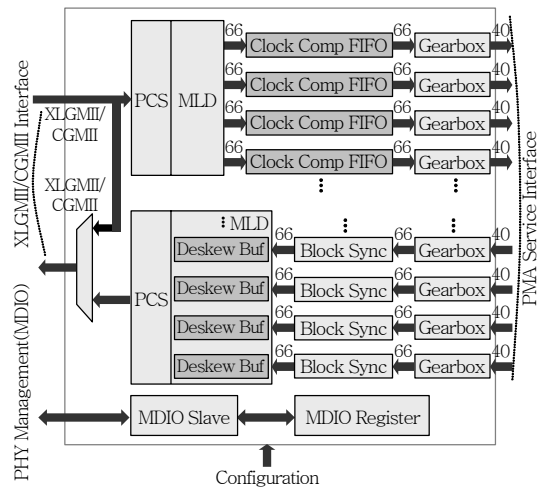 66 66 40
Clock Comp FIFO Gearbox
66 66 40
PCS MLD Clock Comp FIFO Gearbox
66 66 40
Clock Comp FIFO Gearbox
66 66 40
Clock Comp FIFO Gearbox
XLGMII/CGMII Interface
XLGMII/
CGMII
XLGMII/
CGMII
PMA Service Interface
MLD
66 66 40
Deskew Buf Block Sync Gearbox
66 66 40
PCS Deskew Buf Block Sync Gearbox
66 66 40
Deskew Buf Block Sync Gearbox
66 66 40
Deskew Buf Block Sync Gearbox
PHY Management(MDIO)
MDIO Slave MDIO Register
Configuration